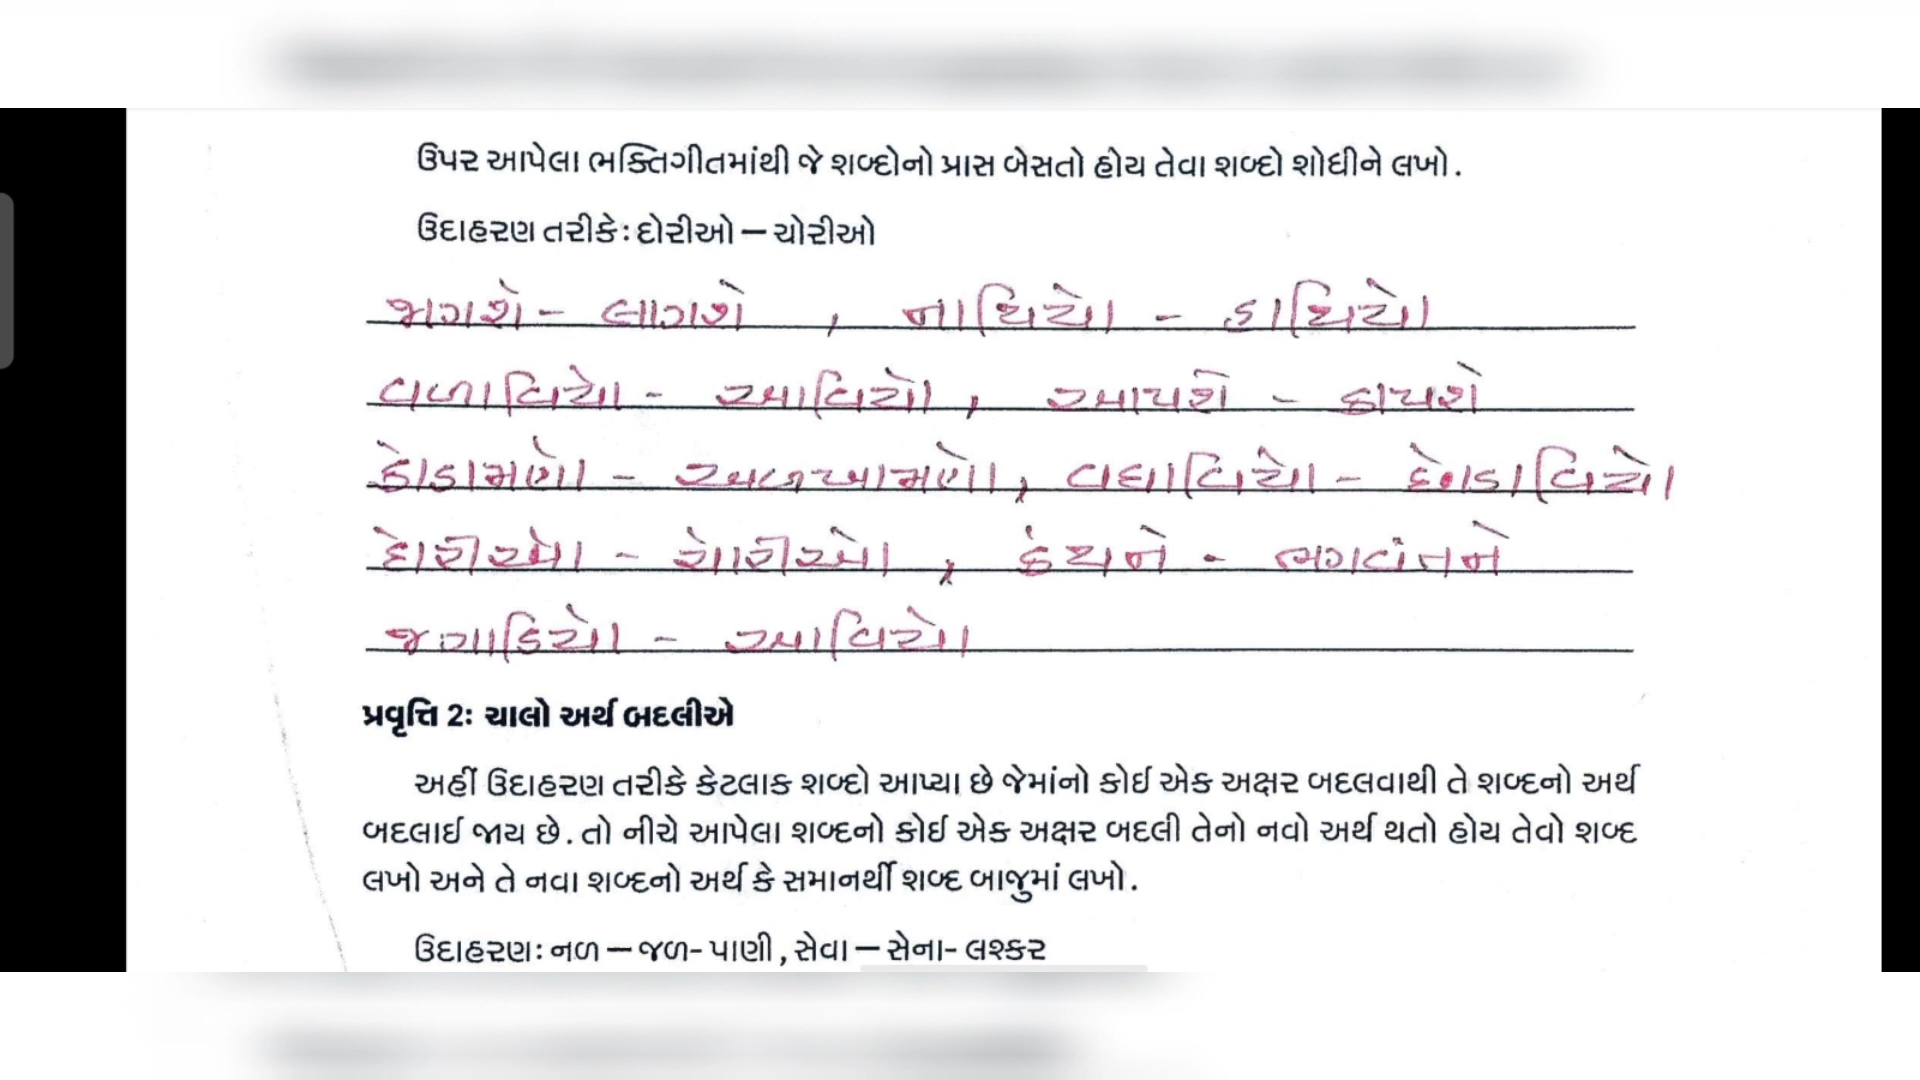 ઉપર આપેલા ભક્તિગીતમાંથી જે શબ્દોનો પ્રાસ બેસતો હોય તેવા શબ્દો શોધીને લખો.
ઉદાહરણ તરીકે: દોરીઓ – ચોરીઓ
જાગશે - લાગશે , નાથિયો - હાથિયો
વળાવિયો - આવિયો, આપશે - કાપશે
કોડામણો - અળખામણો, વધાવિયો -
દોરીઓ - ચોરીઓ , કંથને - ભગવંતને
જગાડિયો - આવિયો
પ્રવૃત્તિ 2: ચાલો અર્થ બદલીએ
અહીં ઉદાહરણ તરીકે કેટલાક શબ્દો આપ્યા છે જેમાંનો કોઈ એક અક્ષર બદલવાથી તે શબ્દનો અર્થ
બદલાઈ જાય છે. તો નીચે આપેલા શબ્દનો કોઈ એક અક્ષર બદલી તેનો નવો અર્થ થતો હોય તેવો શબ્દ
લખો અને તે નવા શબ્દનો અર્થ કે સમાનર્થી શબ્દ બાજુમાં લખો.
ઉદાહરણ: નળ – જળ- પાણી, સેવા – સેના- લશ્કર